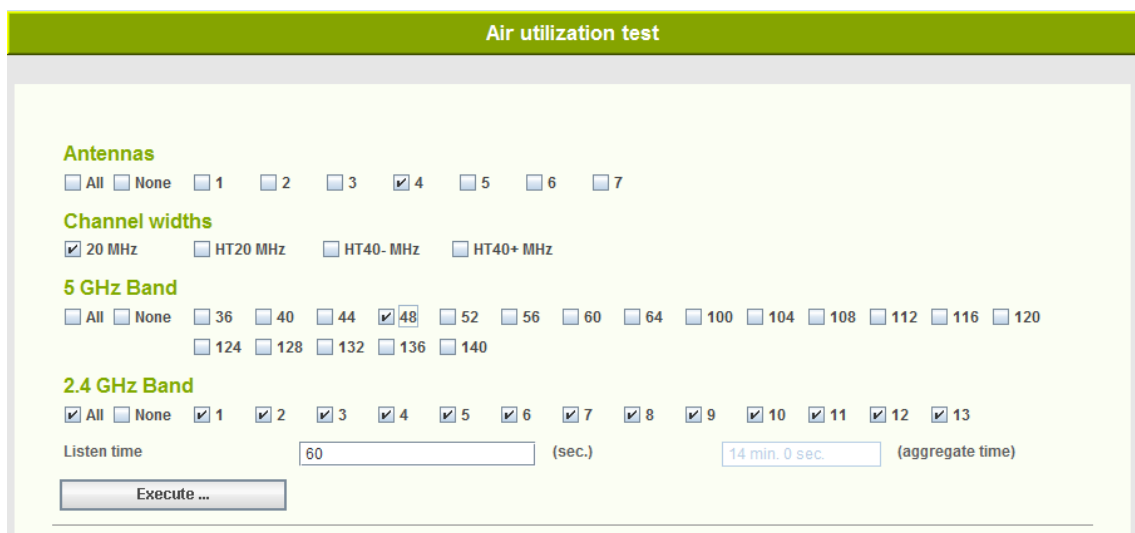 Air utilization test
Antennas
All None 1 2 3 4 5 6 7
Channel widths
20 MHz HT20 MHz HT40- MHz HT40+ MHz
5 GHz Band
All None 36 40 44 48 52 56 60 64 100 104 108 112 116 120
124 128 132 136 140
2.4 GHz Band
All None 1 2 3 4 5 6 7 8 9 10 11 12 13
Listen time 60 (sec.) 14 min. 0 sec. (aggregate time)
Execute ...